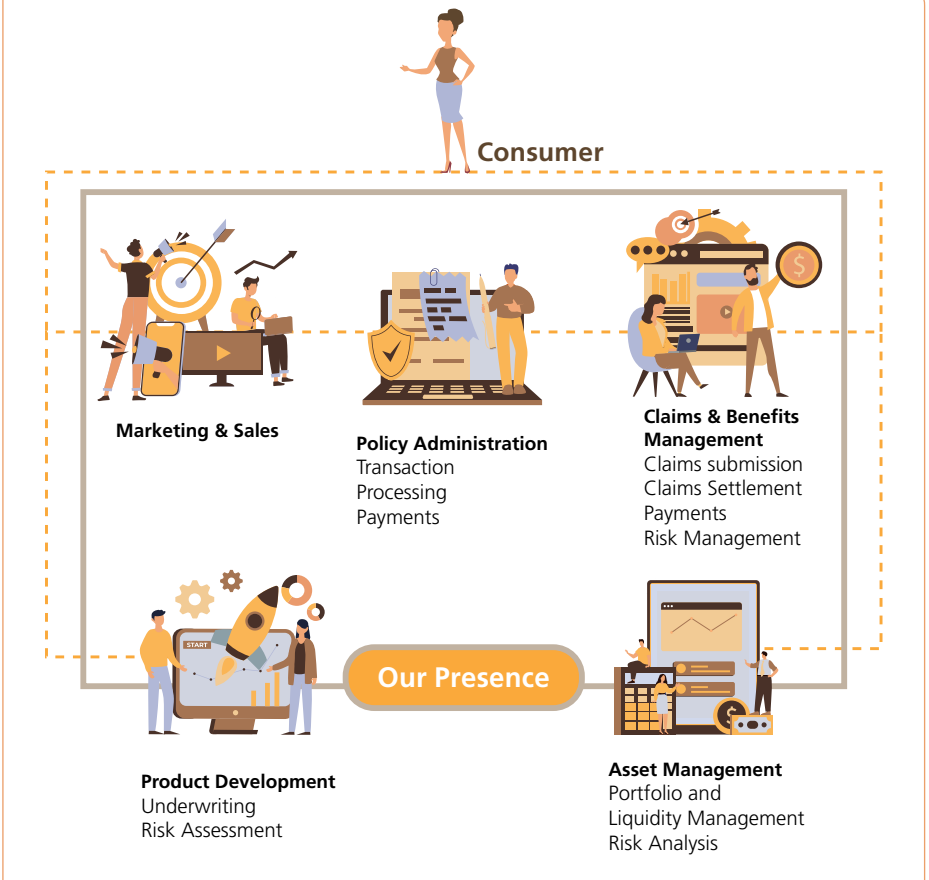 Consumer
Marketing & Sales
Policy Administration
Transaction
Processing
Payments
Claims & Benefits
Management
Claims submission
Claims Settlement
Payments
Risk Management
START
Our Presence
Product Development
Underwriting
Risk Assessment
Asset Management
Portfolio and
Liquidity Management
Risk Analysis